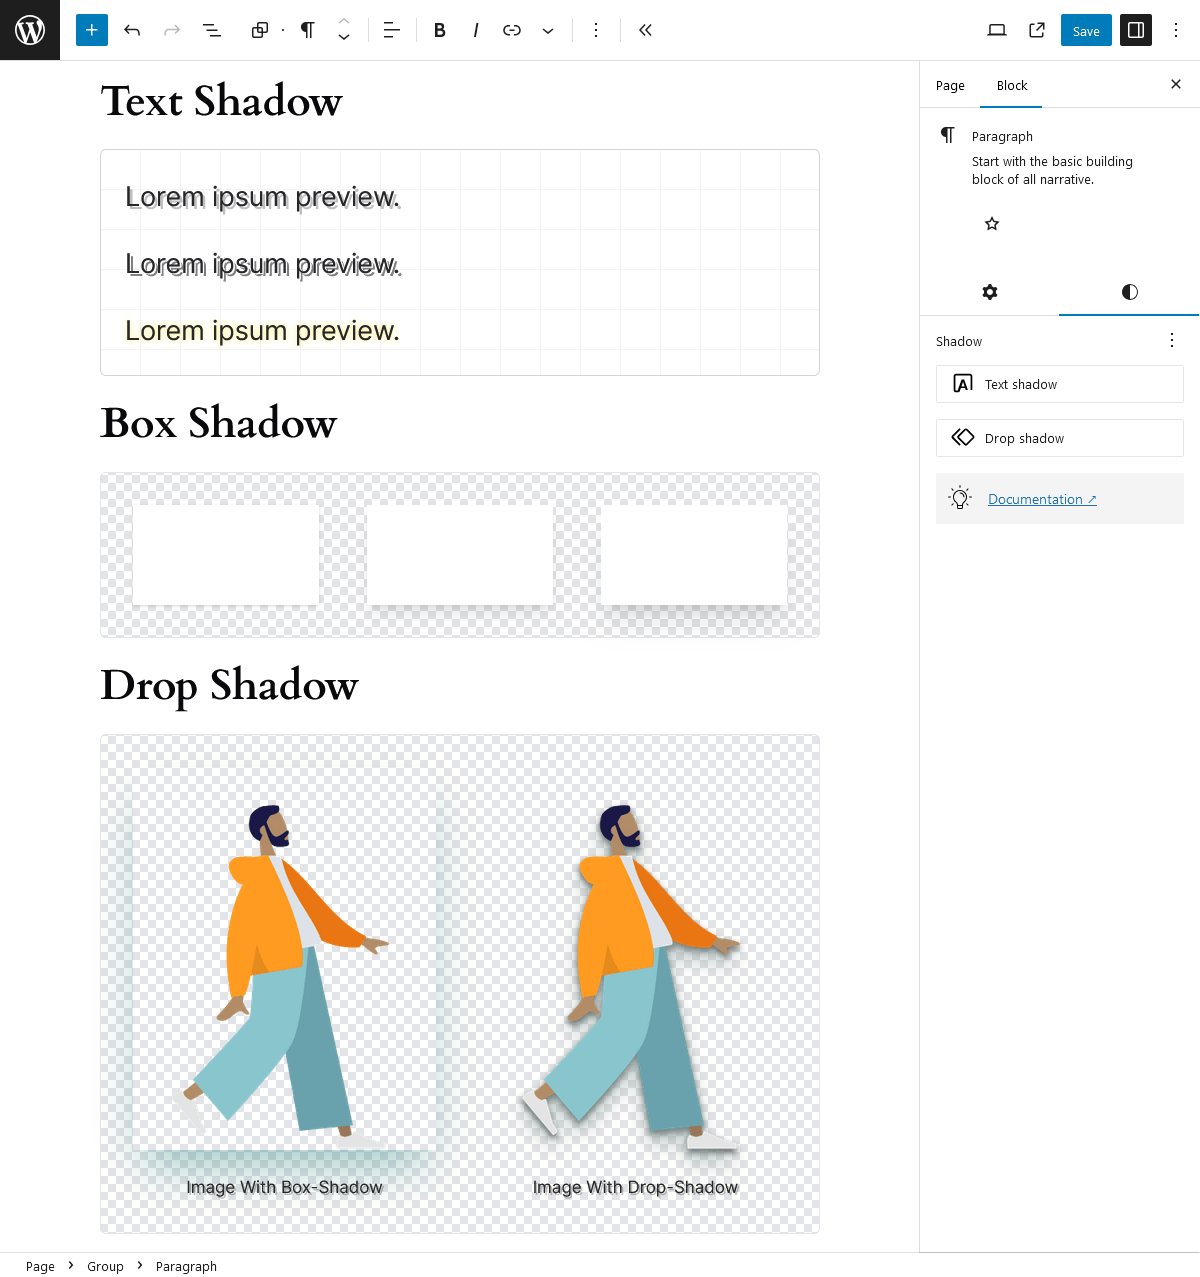 Save
Text Shadow
Lorem ipsum preview.
Lorem ipsum preview.
Lorem ipsum preview.
Box Shadow
Drop Shadow
Image With Box-Shadow
Image With Drop-Shadow
Page
Block
Paragraph
Start with the basic building
block of all narrative.
Shadow
Text shadow
Drop shadow
Documentation ↗
Page › Group › Paragraph